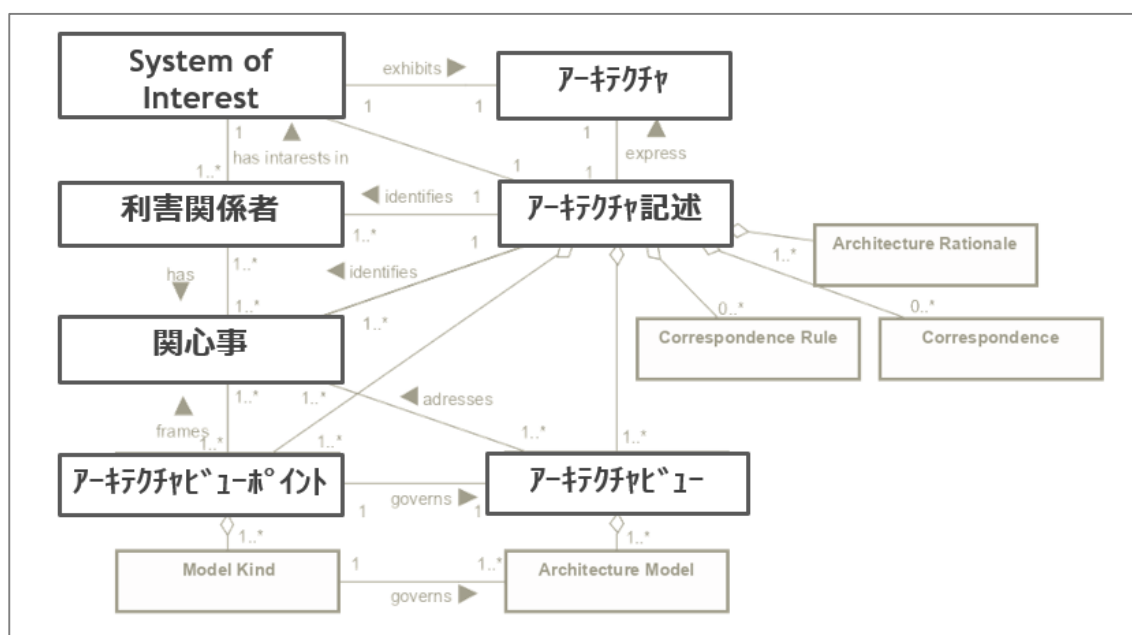 System of
Interest
exhibits
ｱｰｷﾃｸﾁｬ
1
1
1
1
has intarests in
1..*
1
1
express
1
利害関係者
identifies
1
ｱｰｷﾃｸﾁｬ記述
1..*
1..*
1
identifies
has
1..*
1..*
Architecture Rationale
1..*
0..*
0..*
関心事
Correspondence Rule
Correspondence
1..*
1..*
adresses
frames
1..*
1..*
1..*
1..*
ｱｰｷﾃｸﾁｬﾋﾞｭｰﾎﾟｲﾝﾄ
ｱｰｷﾃｸﾁｬﾋﾞｭｰ
1
governs
1
1..*
1..*
Model Kind
1
1..*
Architecture Model
governs